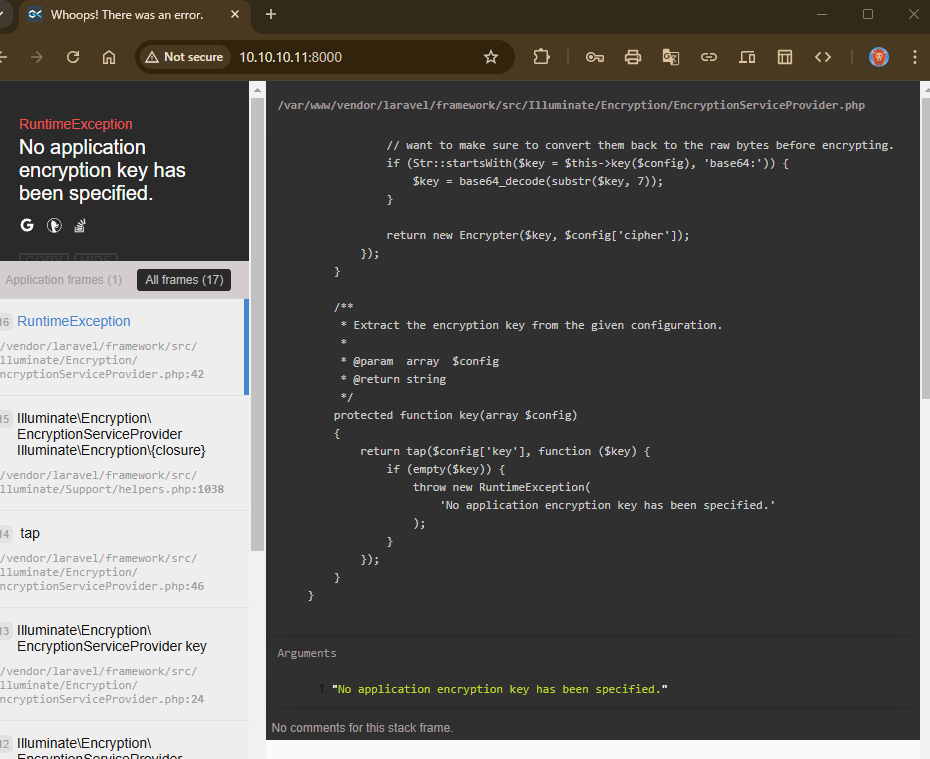 Whoops! There was an error.
Not secure
10.10.10.11:8000
RuntimeException
No application
encryption key has
been specified.
COPY HIDE
Application frames (1)
All frames (17)
16 RuntimeException
/vendor/laravel/framework/src/
lluminate/Encryption/
ncryptionServiceProvider.php:42
15 Illuminate\Encryption\
EncryptionServiceProvider
Illuminate\Encryption\{closure}
/vendor/laravel/framework/src/
lluminate/Support/helpers.php:1038
14 tap
/vendor/laravel/framework/src/
lluminate/Encryption/
ncryptionServiceProvider.php:46
13 Illuminate\Encryption\
EncryptionServiceProvider key
/vendor/laravel/framework/src/
lluminate/Encryption/
ncryptionServiceProvider.php:24
12 Illuminate\Encryption\
EncryptionServiceProvider
/var/www/vendor/laravel/framework/src/Illuminate/Encryption/EncryptionServiceProvider.php
// want to make sure to convert them back to the raw bytes before encrypting.
if (Str::startsWith($key = $this->key($config), 'base64:')) {
$key = base64_decode(substr($key, 7));
}
return new Encrypter($key, $config['cipher']);
});
}
/**
* Extract the encryption key from the given configuration.
*
* @param  array  $config
* @return string
*/
protected function key(array $config)
{
return tap($config['key'], function ($key) {
if (empty($key)) {
throw new RuntimeException(
'No application encryption key has been specified.'
);
}
});
}
}
Arguments
1. "No application encryption key has been specified."
No comments for this stack frame.